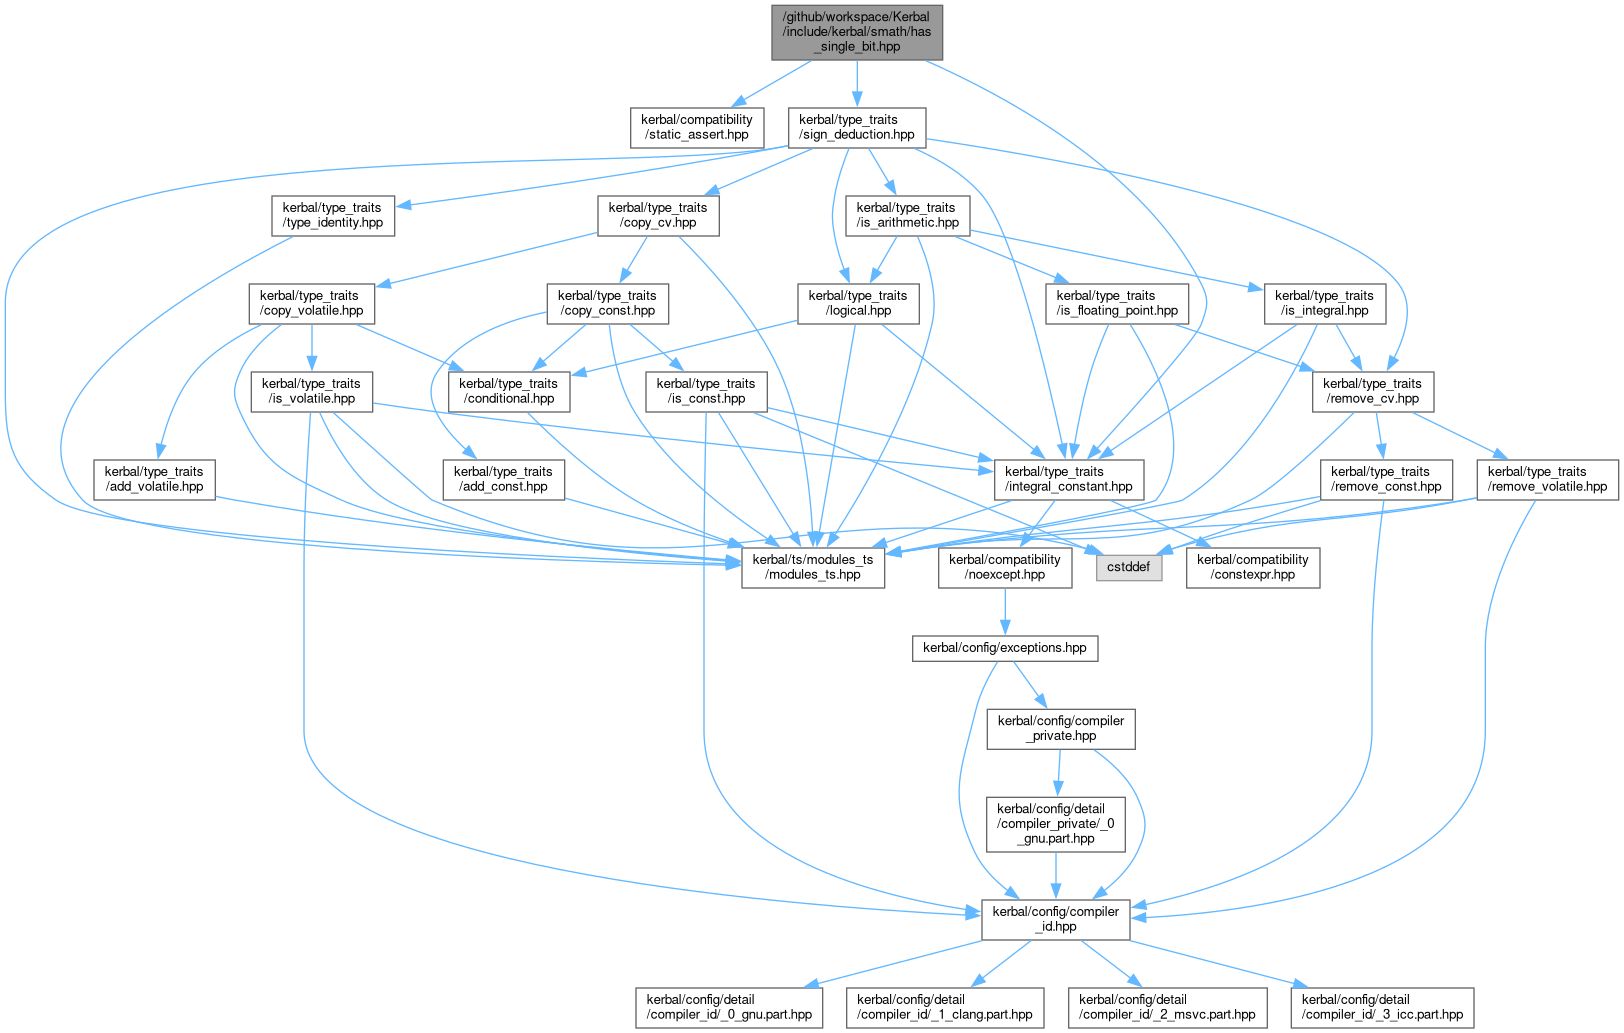 /github/workspace/Kerbal
/include/kerbal/smath/has
_single_bit.hpp
kerbal/compatibility
/static_assert.hpp
kerbal/type_traits
/sign_deduction.hpp
kerbal/type_traits
/type_identity.hpp
kerbal/type_traits
/copy_cv.hpp
kerbal/type_traits
/is_arithmetic.hpp
kerbal/type_traits
/copy_volatile.hpp
kerbal/type_traits
/copy_const.hpp
kerbal/type_traits
/logical.hpp
kerbal/type_traits
/is_floating_point.hpp
kerbal/type_traits
/is_integral.hpp
kerbal/type_traits
/is_volatile.hpp
kerbal/type_traits
/conditional.hpp
kerbal/type_traits
/is_const.hpp
kerbal/type_traits
/remove_cv.hpp
kerbal/type_traits
/add_volatile.hpp
kerbal/type_traits
/add_const.hpp
kerbal/type_traits
/integral_constant.hpp
kerbal/type_traits
/remove_const.hpp
kerbal/type_traits
/remove_volatile.hpp
kerbal/ts/modules_ts
/modules_ts.hpp
kerbal/compatibility
/noexcept.hpp
cstddef
kerbal/compatibility
/constexpr.hpp
kerbal/config/exceptions.hpp
kerbal/config/compiler
_private.hpp
kerbal/config/detail
/compiler_private/_0
_gnu.part.hpp
kerbal/config/compiler
_id.hpp
kerbal/config/detail
/compiler_id/_0_gnu.part.hpp
kerbal/config/detail
/compiler_id/_1_clang.part.hpp
kerbal/config/detail
/compiler_id/_2_msvc.part.hpp
kerbal/config/detail
/compiler_id/_3_icc.part.hpp